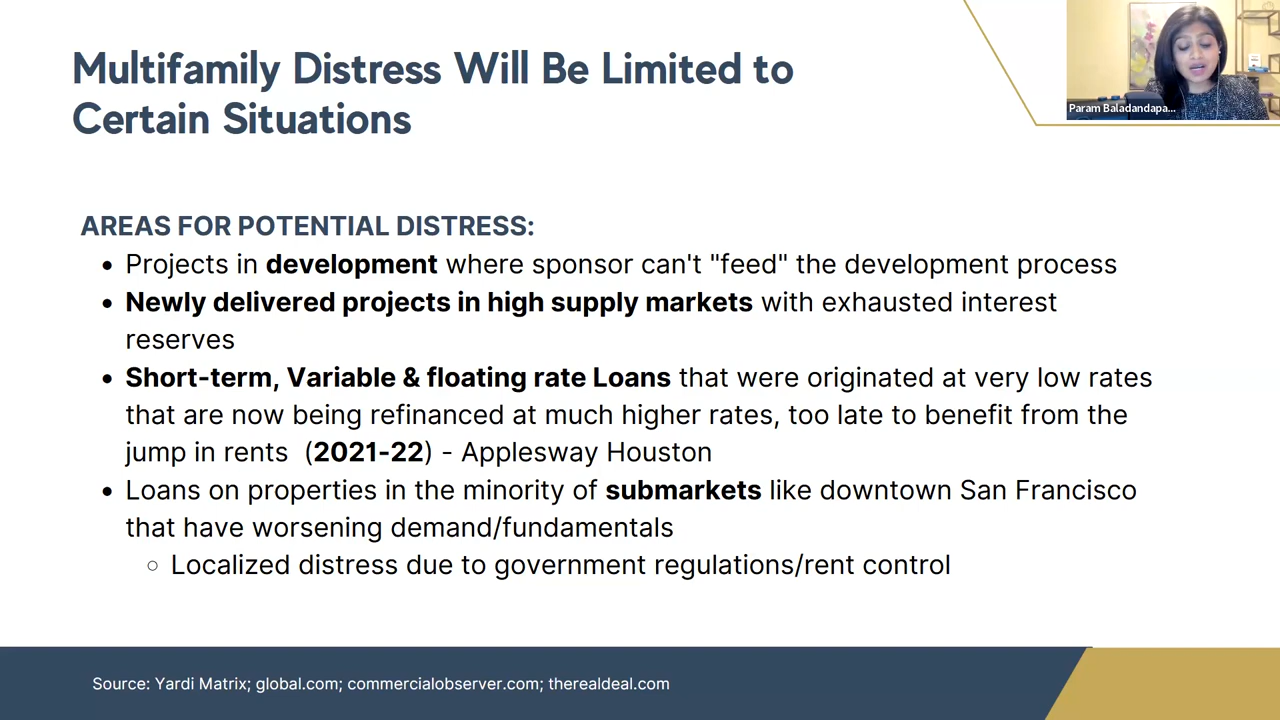 Multifamily Distress Will Be Limited to
Certain Situations
Param Baladandapa...
AREAS FOR POTENTIAL DISTRESS:
• Projects in development where sponsor can't "feed" the development process
• Newly delivered projects in high supply markets with exhausted interest
reserves
• Short-term, Variable & floating rate Loans that were originated at very low rates
that are now being refinanced at much higher rates, too late to benefit from the
jump in rents (2021-22) - Applesway Houston
• Loans on properties in the minority of submarkets like downtown San Francisco
that have worsening demand/fundamentals
○ Localized distress due to government regulations/rent control
Source: Yardi Matrix; global.com; commercialobserver.com; therealdeal.com